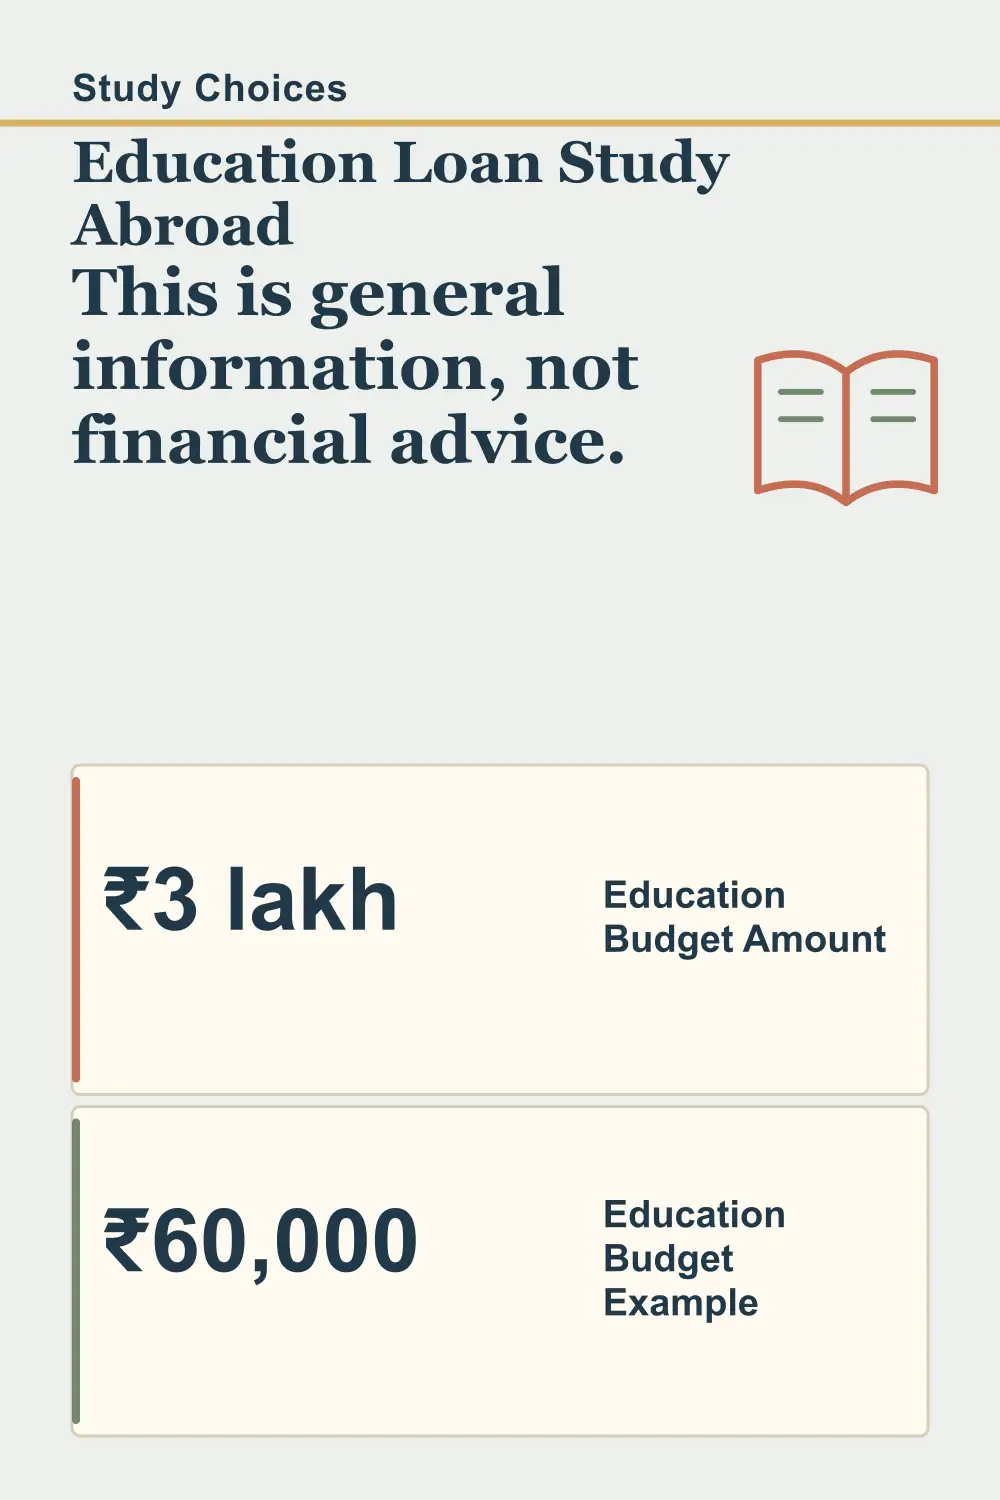 Study Choices
Education Loan Study
Abroad
This is general
information, not
financial advice.
₹3 lakh
Education
Budget Amount
₹60,000
Education
Budget
Example